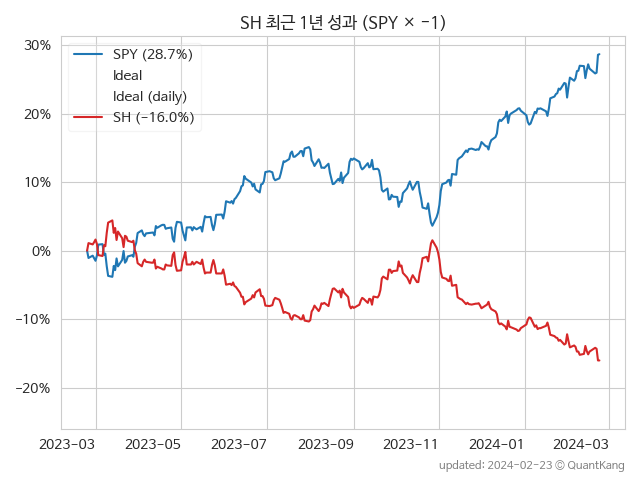 SH 최근 1년 성과 (SPY × −1)
SPY (28.7%)
Ideal
Ideal (daily)
SH (−16.0%)
30%
20%
10%
0%
−10%
−20%
2023−03
2023−05
2023−07
2023−09
2023−11
2024−01
2024−03
updated: 2024−02−23 © QuantKang